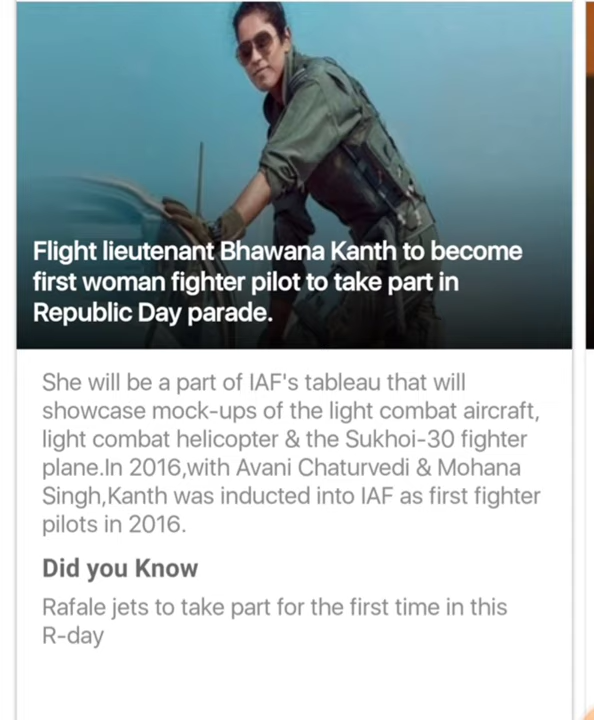 Flight lieutenant Bhawana Kanth to become
first woman fighter pilot to take part in
Republic Day parade.
She will be a part of IAF's tableau that will
showcase mock-ups of the light combat aircraft,
light combat helicopter & the Sukhoi-30 fighter
plane.In 2016,with Avani Chaturvedi & Mohana
Singh,Kanth was inducted into IAF as first fighter
pilots in 2016.
Did you Know
Rafale jets to take part for the first time in this
R-day